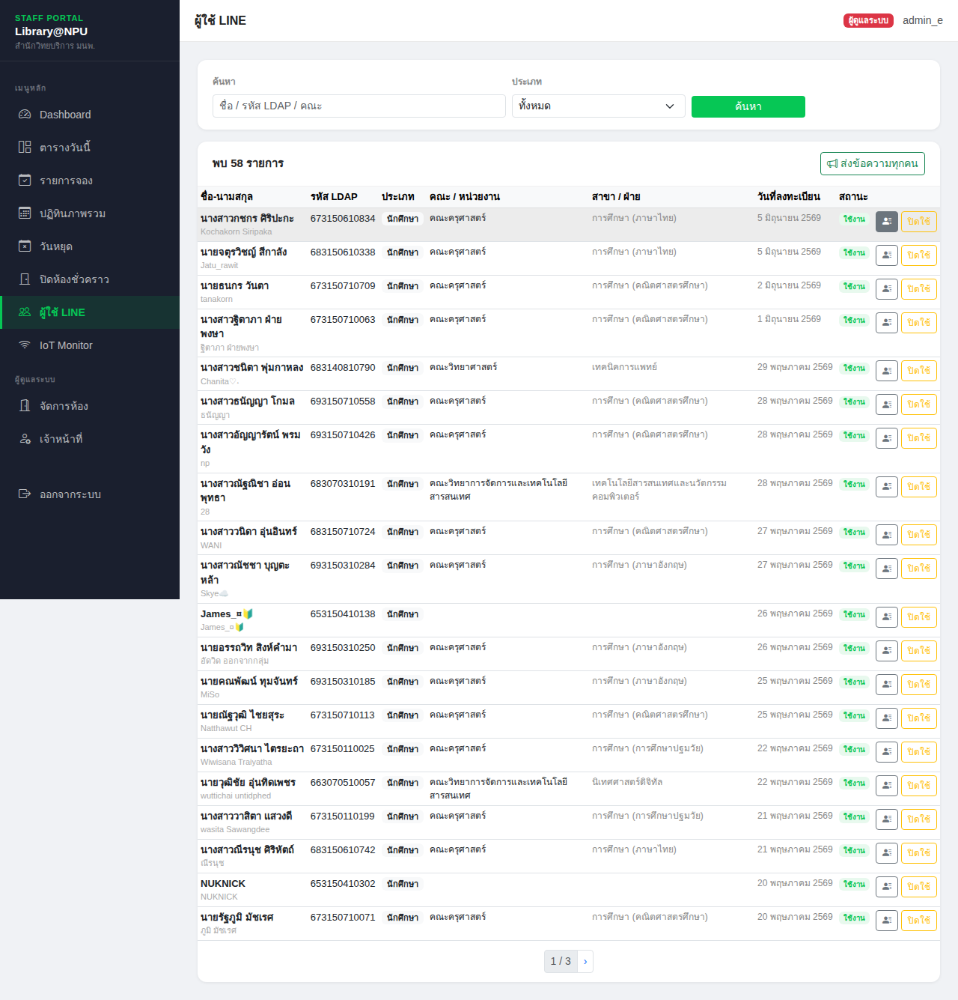 STAFF PORTAL
Library@NPU
สำนักวิทยบริการ มนพ.
เมนูหลัก
Dashboard
ตารางวันนี้
รายการจอง
ปฏิทินภาพรวม
วันหยุด
ปิดห้องชั่วคราว
ผู้ใช้ LINE
IoT Monitor
ผู้ดูแลระบบ
จัดการห้อง
เจ้าหน้าที่
ออกจากระบบ
ผู้ใช้ LINE
ผู้ดูแลระบบ admin_e
ค้นหา ประเภท
ชื่อ / รหัส LDAP / คณะ ทั้งหมด ค้นหา
พบ 58 รายการ ส่งข้อความทุกคน
ชื่อ-นามสกุล รหัส LDAP ประเภท คณะ / หน่วยงาน สาขา / ฝ่าย วันที่ลงทะเบียน สถานะ
นางสาวกชกร ศิริปะกะ 673150610834 นักศึกษา คณะครุศาสตร์ การศึกษา (ภาษาไทย) 5 มิถุนายน 2569 ใช้งาน ปิดใช้
Kochakorn Siripaka
นายจตุรวิชญ์ สีกาลัง 683150610338 นักศึกษา คณะครุศาสตร์ การศึกษา (ภาษาไทย) 5 มิถุนายน 2569 ใช้งาน ปิดใช้
Jatu_rawit
นายธนกร วันตา 673150710709 นักศึกษา คณะครุศาสตร์ การศึกษา (คณิตศาสตรศึกษา) 2 มิถุนายน 2569 ใช้งาน ปิดใช้
tanakorn
นางสาวฐิตาภา ฝ่าย 673150710063 นักศึกษา คณะครุศาสตร์ การศึกษา (คณิตศาสตรศึกษา) 1 มิถุนายน 2569 ใช้งาน ปิดใช้
พงษา
ฐิตาภา ฝ่ายพงษา
นางสาวชนิตา พุ่มกาหลง 683140810790 นักศึกษา คณะวิทยาศาสตร์ เทคนิคการแพทย์ 29 พฤษภาคม 2569 ใช้งาน ปิดใช้
Chanita♡.
นางสาวธนัญญา โกมล 693150710558 นักศึกษา คณะครุศาสตร์ การศึกษา (คณิตศาสตรศึกษา) 28 พฤษภาคม 2569 ใช้งาน ปิดใช้
ธนัญญา
นางสาวอัญญารัตน์ พรม 693150710426 นักศึกษา คณะครุศาสตร์ การศึกษา (คณิตศาสตรศึกษา) 28 พฤษภาคม 2569 ใช้งาน ปิดใช้
วัง
np
นางสาวณัฐณิชา อ่อน 683070310191 นักศึกษา คณะวิทยาการจัดการและเทคโนโลยี เทคโนโลยีสารสนเทศและนวัตกรรม 28 พฤษภาคม 2569 ใช้งาน ปิดใช้
พุทธา สารสนเทศ คอมพิวเตอร์
28
นางสาววนิดา อุ่นอินทร์ 683150710724 นักศึกษา คณะครุศาสตร์ การศึกษา (คณิตศาสตรศึกษา) 27 พฤษภาคม 2569 ใช้งาน ปิดใช้
WANI
นางสาวณัชชา บุญตะ 693150310284 นักศึกษา คณะครุศาสตร์ การศึกษา (ภาษาอังกฤษ) 27 พฤษภาคม 2569 ใช้งาน ปิดใช้
หล้า
Skye☁️
James_¤🔰 653150410138 นักศึกษา 26 พฤษภาคม 2569 ใช้งาน ปิดใช้
James_¤🔰
นายอรรถวิท สิงห์คำมา 693150310250 นักศึกษา คณะครุศาสตร์ การศึกษา (ภาษาอังกฤษ) 26 พฤษภาคม 2569 ใช้งาน ปิดใช้
อัดวิด ออกจากกลุ่ม
นายคณพัฒน์ ทุมจันทร์ 693150310185 นักศึกษา คณะครุศาสตร์ การศึกษา (ภาษาอังกฤษ) 25 พฤษภาคม 2569 ใช้งาน ปิดใช้
MiSo
นายณัฐวุฒิ ไชยสุระ 673150710113 นักศึกษา คณะครุศาสตร์ การศึกษา (คณิตศาสตรศึกษา) 25 พฤษภาคม 2569 ใช้งาน ปิดใช้
Natthawut CH
นางสาววิวิศนา ไตรยะถา 673150110025 นักศึกษา คณะครุศาสตร์ การศึกษา (การศึกษาปฐมวัย) 22 พฤษภาคม 2569 ใช้งาน ปิดใช้
Wiwisana Traiyatha
นายวุฒิชัย อุ่นทิดเพชร 663070510057 นักศึกษา คณะวิทยาการจัดการและเทคโนโลยี นิเทศศาสตร์ดิจิทัล 22 พฤษภาคม 2569 ใช้งาน ปิดใช้
wuttichai untidphed สารสนเทศ
นางสาววาสิตา แสวงดี 673150110199 นักศึกษา คณะครุศาสตร์ การศึกษา (การศึกษาปฐมวัย) 21 พฤษภาคม 2569 ใช้งาน ปิดใช้
wasita Sawangdee
นางสาวณีรนุช ศิริหัตถ์ 683150610742 นักศึกษา คณะครุศาสตร์ การศึกษา (ภาษาไทย) 21 พฤษภาคม 2569 ใช้งาน ปิดใช้
ณีรนุช
NUKNICK 653150410302 นักศึกษา 20 พฤษภาคม 2569 ใช้งาน ปิดใช้
NUKNICK
นายรัฐภูมิ มัชเรศ 673150710071 นักศึกษา คณะครุศาสตร์ การศึกษา (คณิตศาสตรศึกษา) 20 พฤษภาคม 2569 ใช้งาน ปิดใช้
ภูมิ มัชเรศ
1 / 3 ›